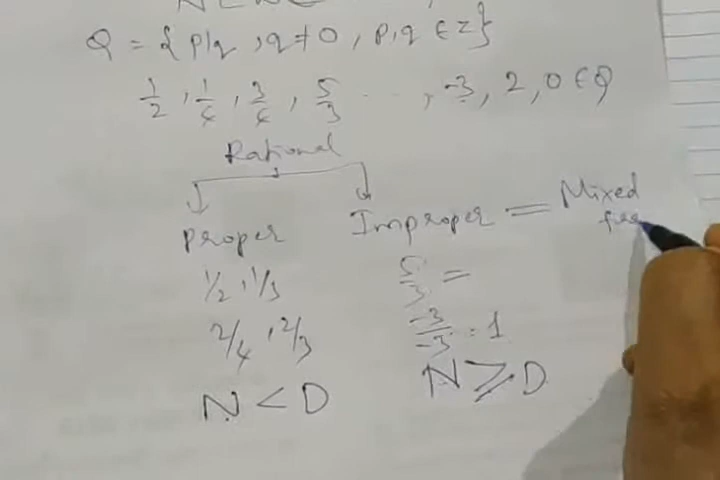 Q = { p/q , q ≠ 0 , p, q ∈ z }
1/2 , 1/4 , 3/4 , 5/3 ... , -3 , 2 , 0 ∈ Q
Rational
Proper
Improper = Mixed
1/2 , 1/3
5/3 =
2/4 , 2/3
-3/-3 = 1
N < D
N ≥ D